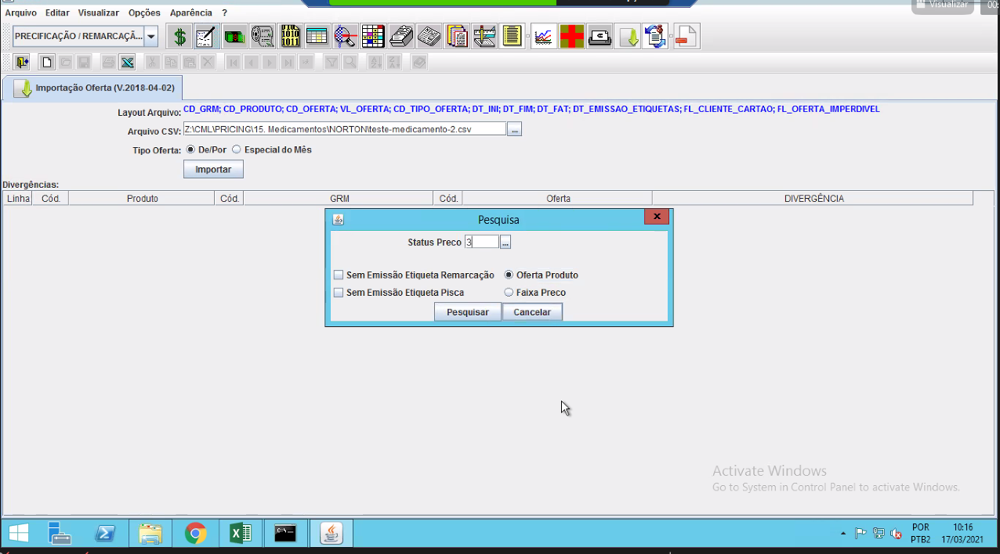 Visualizar
00:
Arquivo Editar Visualizar Opções Aparência ?
PRECIFICAÇÃO / REMARCAÇÃ...
Importação Oferta (V.2018-04-02)
Layout Arquivo: CD_GRM; CD_PRODUTO; CD_OFERTA; VL_OFERTA; CD_TIPO_OFERTA; DT_INI; DT_FIM; DT_FAT; DT_EMISSAO_ETIQUETAS; FL_CLIENTE_CARTAO; FL_OFERTA_IMPERDIVEL
Arquivo CSV: Z:\CML\PRICING\15. Medicamentos\NORTON\teste-medicamento-2.csv ...
Tipo Oferta: De/Por Especial do Mês
Importar
Divergências:
Linha Cód. Produto Cód. GRM Cód. Oferta DIVERGÊNCIA
Pesquisa
Status Preco 3 ...
Sem Emissão Etiqueta Remarcação Oferta Produto
Sem Emissão Etiqueta Pisca Faixa Preco
Pesquisar Cancelar
Activate Windows
Go to System in Control Panel to activate Windows.
POR 10:16
PTB2 17/03/2021